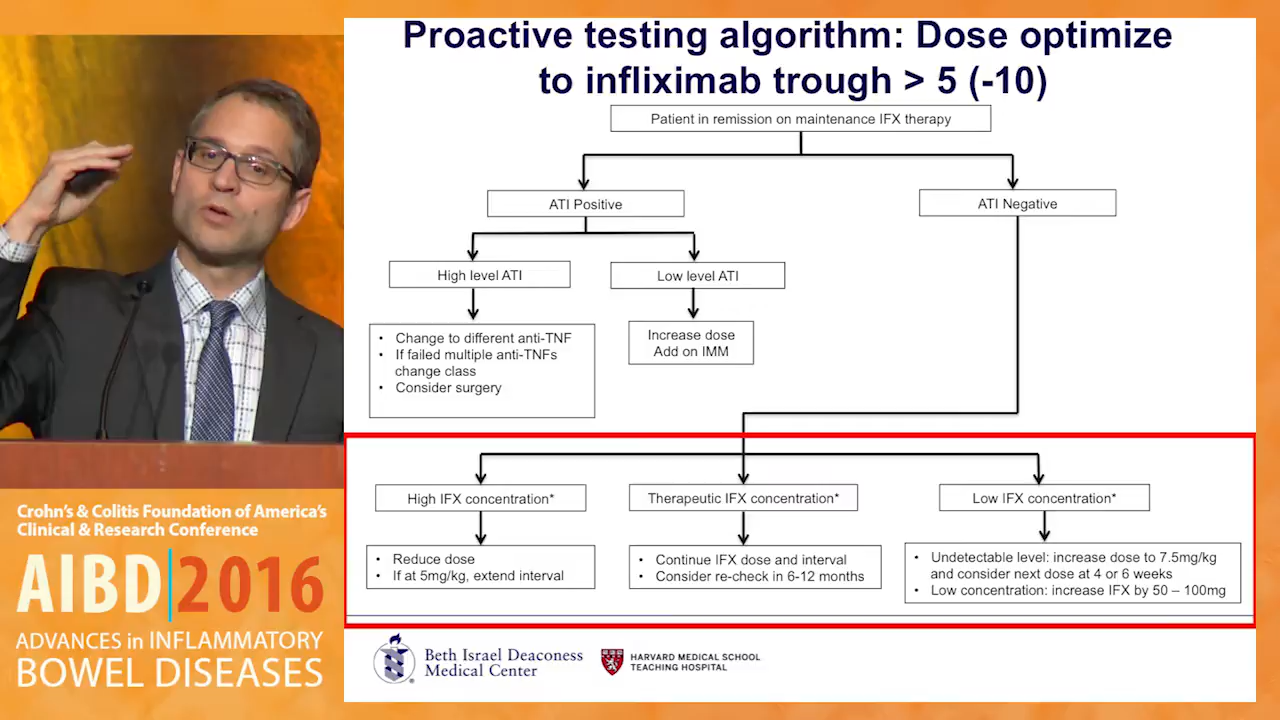 Proactive testing algorithm: Dose optimize
to infliximab trough > 5 (-10)
Patient in remission on maintenance IFX therapy
ATI Positive
ATI Negative
High level ATI
Low level ATI
• Change to different anti-TNF
• If failed multiple anti-TNFs
change class
• Consider surgery
Increase dose
Add on IMM
High IFX concentration*
Therapeutic IFX concentration*
Low IFX concentration*
• Reduce dose
• If at 5mg/kg, extend interval
• Continue IFX dose and interval
• Consider re-check in 6-12 months
• Undetectable level: increase dose to 7.5mg/kg
and consider next dose at 4 or 6 weeks
• Low concentration: increase IFX by 50 – 100mg
Crohn's & Colitis Foundation of America's
Clinical & Research Conference
AIBD|2016
ADVANCES in INFLAMMATORY
BOWEL DISEASES
Beth Israel Deaconess
Medical Center
HARVARD MEDICAL SCHOOL
TEACHING HOSPITAL